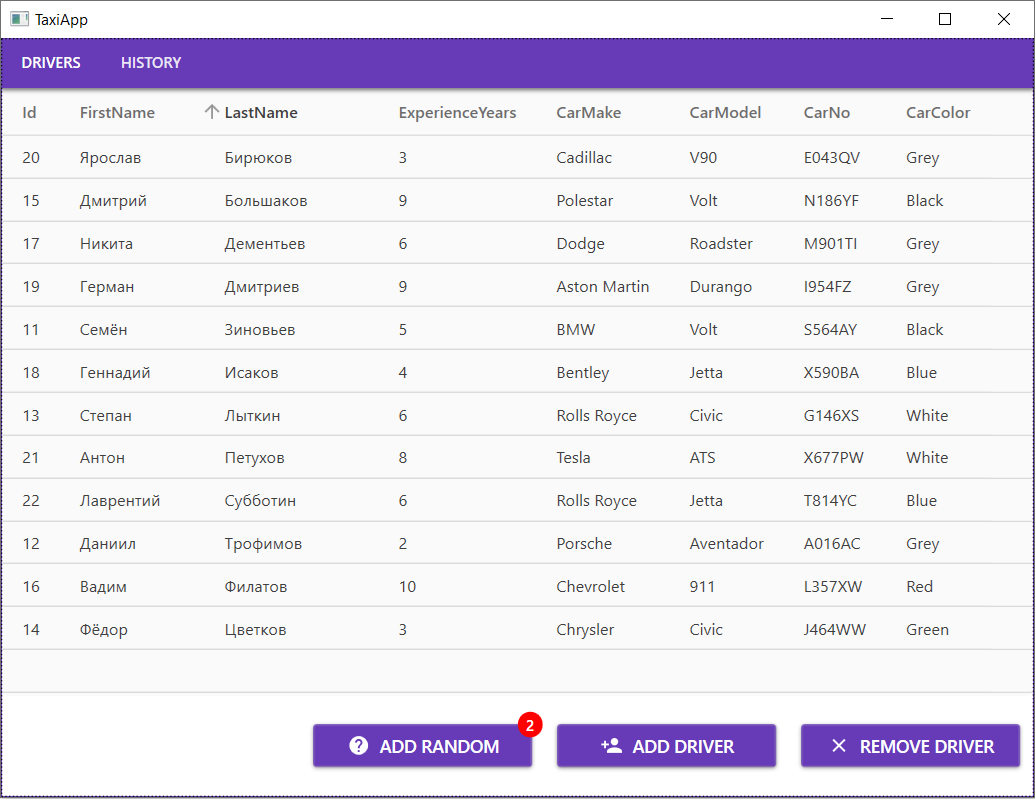 TaxiApp
DRIVERS HISTORY
Id FirstName LastName ExperienceYears CarMake CarModel CarNo CarColor
20 Ярослав Бирюков 3 Cadillac V90 E043QV Grey
15 Дмитрий Большаков 9 Polestar Volt N186YF Black
17 Никита Дементьев 6 Dodge Roadster M901TI Grey
19 Герман Дмитриев 9 Aston Martin Durango I954FZ Grey
11 Семён Зиновьев 5 BMW Volt S564AY Black
18 Геннадий Исаков 4 Bentley Jetta X590BA Blue
13 Степан Лыткин 6 Rolls Royce Civic G146XS White
21 Антон Петухов 8 Tesla ATS X677PW White
22 Лаврентий Субботин 6 Rolls Royce Jetta T814YC Blue
12 Даниил Трофимов 2 Porsche Aventador A016AC Grey
16 Вадим Филатов 10 Chevrolet 911 L357XW Red
14 Фёдор Цветков 3 Chrysler Civic J464WW Green
ADD RANDOM 2 ADD DRIVER REMOVE DRIVER